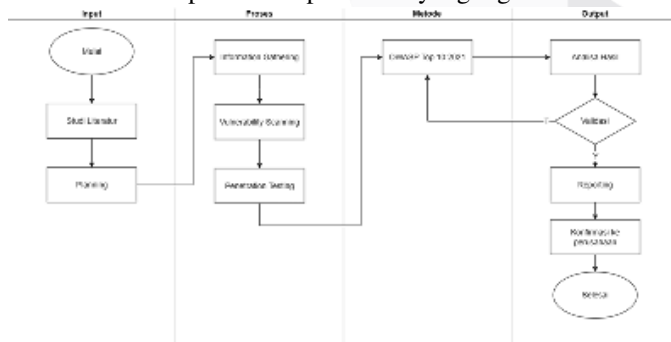 Input
Proses
Metode
Output
Mulai
Studi Literatur
Planning
Information Gathering
Vulnerability Scanning
Penetration Testing
OWASP Top 10 2021
Analisa Hasil
Validasi
Reporting
Konfirmasi ke
perusahaan
Selesai